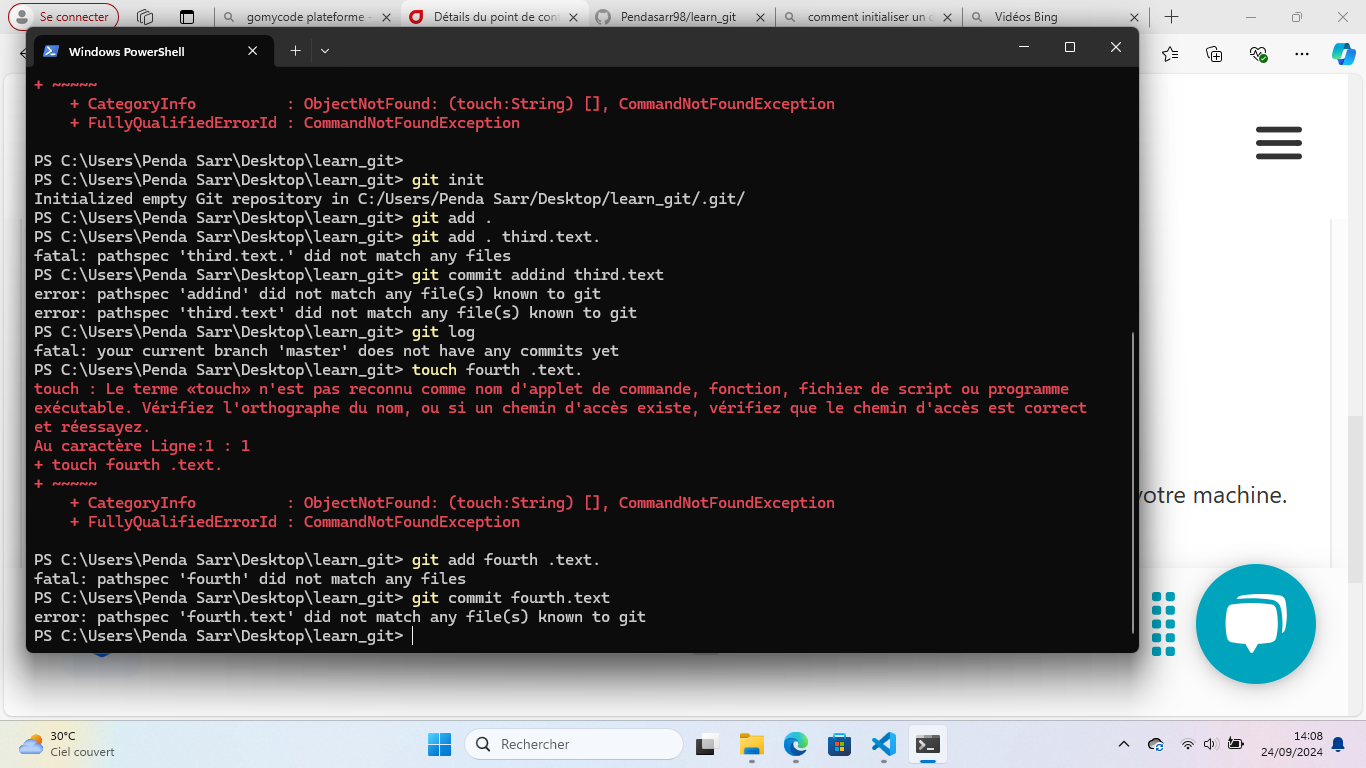 Se connecter
gomycode plateforme -
Détails du point de con
Pendasarr98/learn_git
comment initialiser un c
Vidéos Bing
Windows PowerShell
+ ~~~~~
    + CategoryInfo          : ObjectNotFound: (touch:String) [], CommandNotFoundException
    + FullyQualifiedErrorId : CommandNotFoundException
PS C:\Users\Penda Sarr\Desktop\learn_git>
PS C:\Users\Penda Sarr\Desktop\learn_git> git init
Initialized empty Git repository in C:/Users/Penda Sarr/Desktop/learn_git/.git/
PS C:\Users\Penda Sarr\Desktop\learn_git> git add .
PS C:\Users\Penda Sarr\Desktop\learn_git> git add . third.text.
fatal: pathspec 'third.text.' did not match any files
PS C:\Users\Penda Sarr\Desktop\learn_git> git commit addind third.text
error: pathspec 'addind' did not match any file(s) known to git
error: pathspec 'third.text' did not match any file(s) known to git
PS C:\Users\Penda Sarr\Desktop\learn_git> git log
fatal: your current branch 'master' does not have any commits yet
PS C:\Users\Penda Sarr\Desktop\learn_git> touch fourth .text.
touch : Le terme «touch» n'est pas reconnu comme nom d'applet de commande, fonction, fichier de script ou programme
exécutable. Vérifiez l'orthographe du nom, ou si un chemin d'accès existe, vérifiez que le chemin d'accès est correct
et réessayez.
Au caractère Ligne:1 : 1
+ touch fourth .text.
+ ~~~~~
    + CategoryInfo          : ObjectNotFound: (touch:String) [], CommandNotFoundException
    + FullyQualifiedErrorId : CommandNotFoundException
PS C:\Users\Penda Sarr\Desktop\learn_git> git add fourth .text.
fatal: pathspec 'fourth' did not match any files
PS C:\Users\Penda Sarr\Desktop\learn_git> git commit fourth.text
error: pathspec 'fourth.text' did not match any file(s) known to git
PS C:\Users\Penda Sarr\Desktop\learn_git>
votre machine.
30°C
Ciel couvert
Rechercher
14:08
24/09/2024